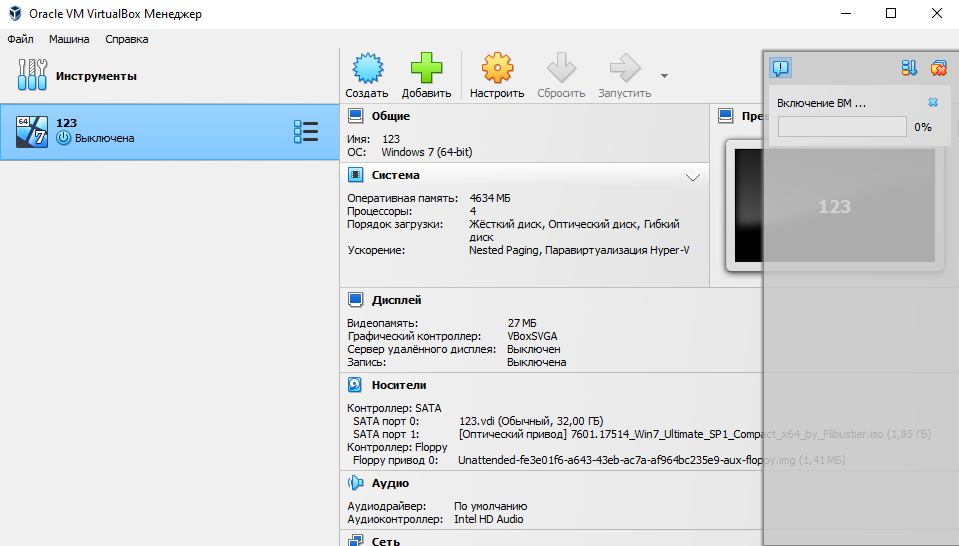 Oracle VM VirtualBox Менеджер
Файл Машина Справка
Инструменты
Создать Добавить Настроить Сбросить Запустить
64
7
123
Выключена
Общие
Имя: 123
ОС: Windows 7 (64-bit)
Система
Оперативная память: 4634 МБ
Процессоры: 4
Порядок загрузки: Жёсткий диск, Оптический диск, Гибкий
диск
Ускорение: Nested Paging, Паравиртуализация Hyper-V
Дисплей
Видеопамять: 27 МБ
Графический контроллер: VBoxSVGA
Сервер удалённого дисплея: Выключен
Запись: Выключена
Носители
Контроллер: SATA
SATA порт 0: 123.vdi (Обычный, 32,00 ГБ)
SATA порт 1: [Оптический привод] 7601.17514_Win7_Ultimate_SP1_Compact_x64_by_Flibustier.iso (1,85 ГБ)
Контроллер: Floppy
Floppy привод 0: Unattended-fe3e01f6-a643-43eb-ac7a-af964bc235e9-aux-floppy.img (1,41 МБ)
Аудио
Аудиодрайвер: По умолчанию
Аудиоконтроллер: Intel HD Audio
Сеть
Пре
Включение ВМ ...
0%
123